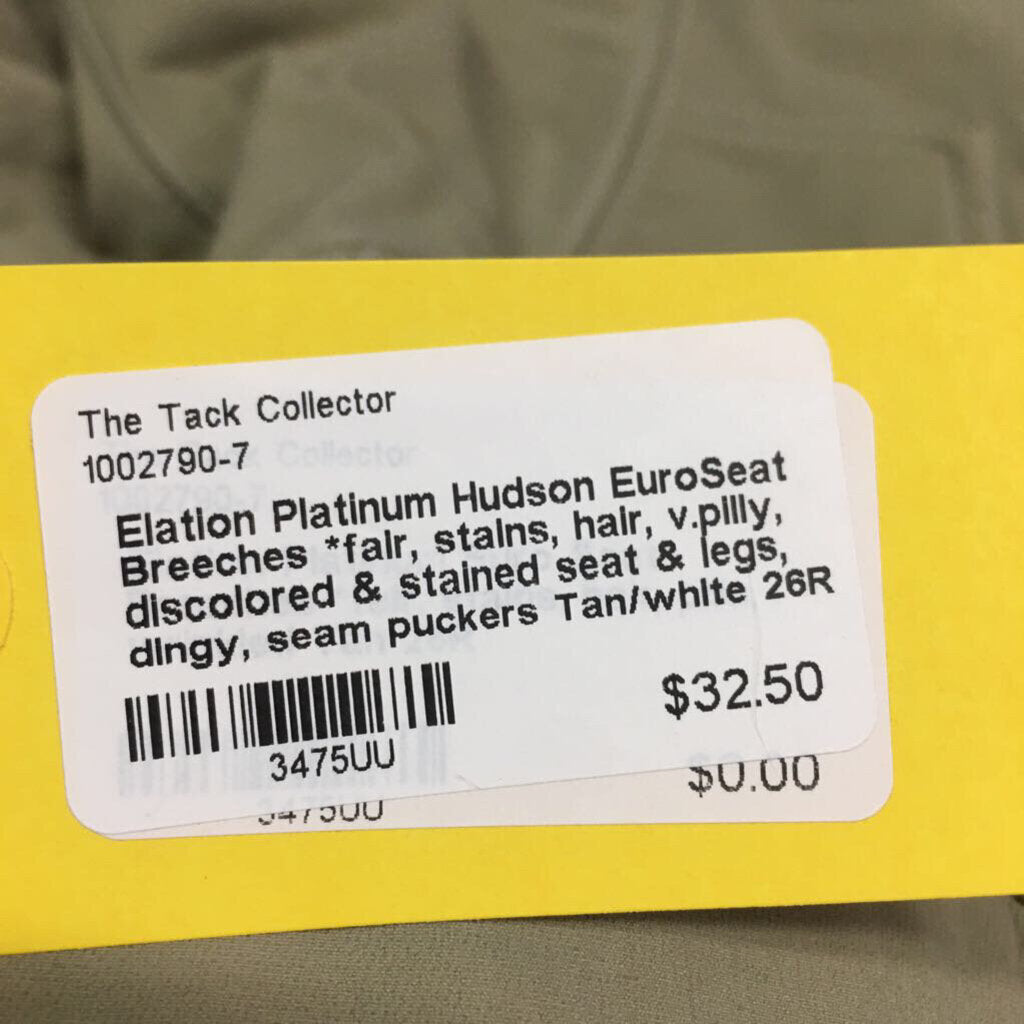 The Tack Collector
1002790-7
Elation Platinum Hudson EuroSeat
Breeches *fair, stains, hair, v.pilly,
discolored & stained seat & legs,
dingy, seam puckers Tan/white 26R
$32.50
3475UU
$0.00
3475UU